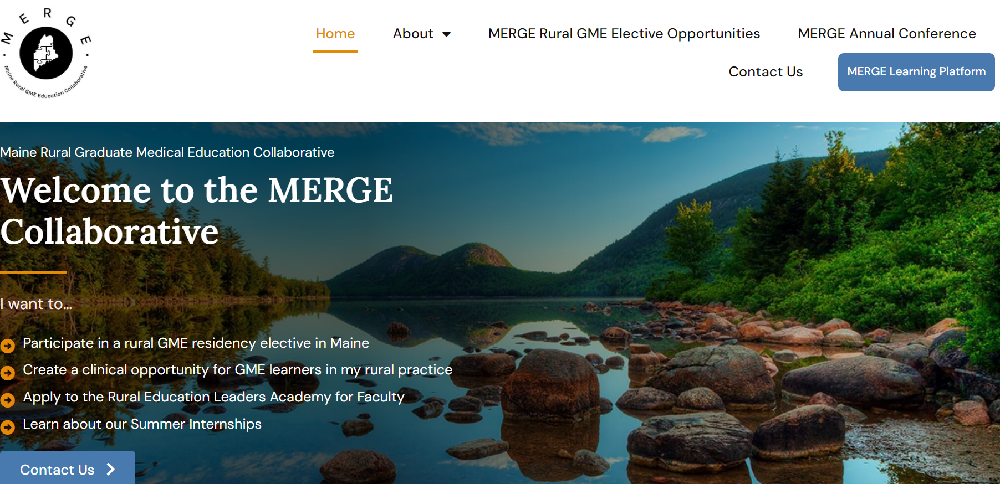 M E R G E
Maine Rural GME Education Collaborative
Home
About
MERGE Rural GME Elective Opportunities
MERGE Annual Conference
Contact Us
MERGE Learning Platform
Maine Rural Graduate Medical Education Collaborative
Welcome to the MERGE
Collaborative
I want to...
Participate in a rural GME residency elective in Maine
Create a clinical opportunity for GME learners in my rural practice
Apply to the Rural Education Leaders Academy for Faculty
Learn about our Summer Internships
Contact Us